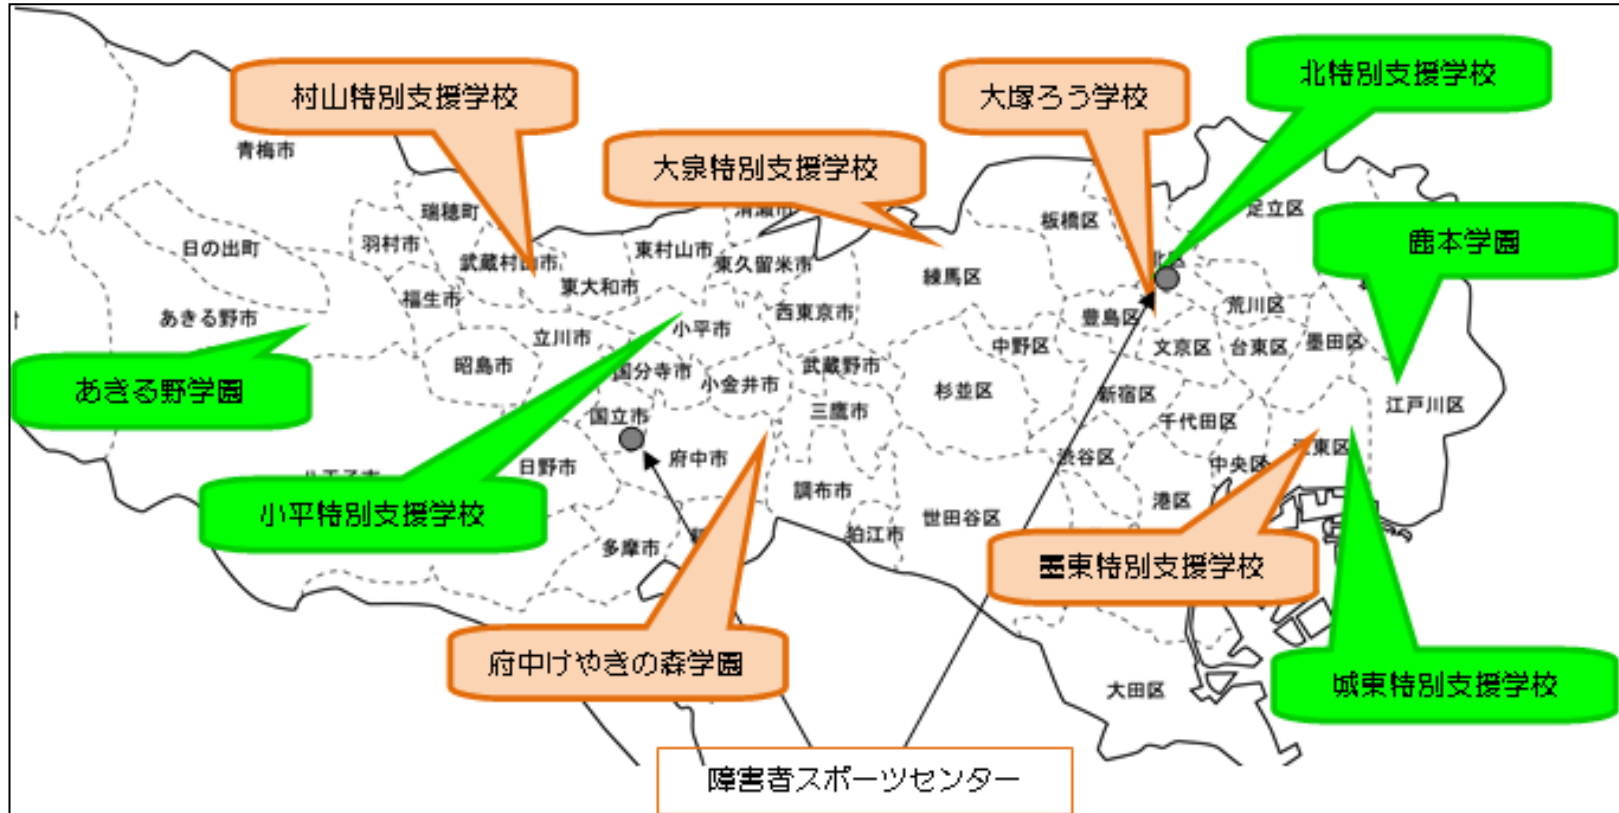 北特別支援学校
村山特別支援学校
大塚ろう学校
青梅市
大泉特別支援学校
瑞穂町
清瀬市
板橋区
足立区
日の出町
羽村市
武蔵村山市
東村山市
東久留米市
練馬区
北区
鹿本学園
福生市
東大和市
あきる野市
立川市
小平市
西東京市
豊島区
荒川区
昭島市
国分寺市
小金井市
武蔵野市
中野区
文京区
台東区
墨田区
あきる野学園
杉並区
新宿区
江戸川区
国立市
三鷹市
千代田区
日野市
府中市
渋谷区
中央区
江東区
小平特別支援学校
調布市
世田谷区
港区
多摩市
狛江市
墨東特別支援学校
府中けやきの森学園
城東特別支援学校
大田区
障害者スポーツセンター